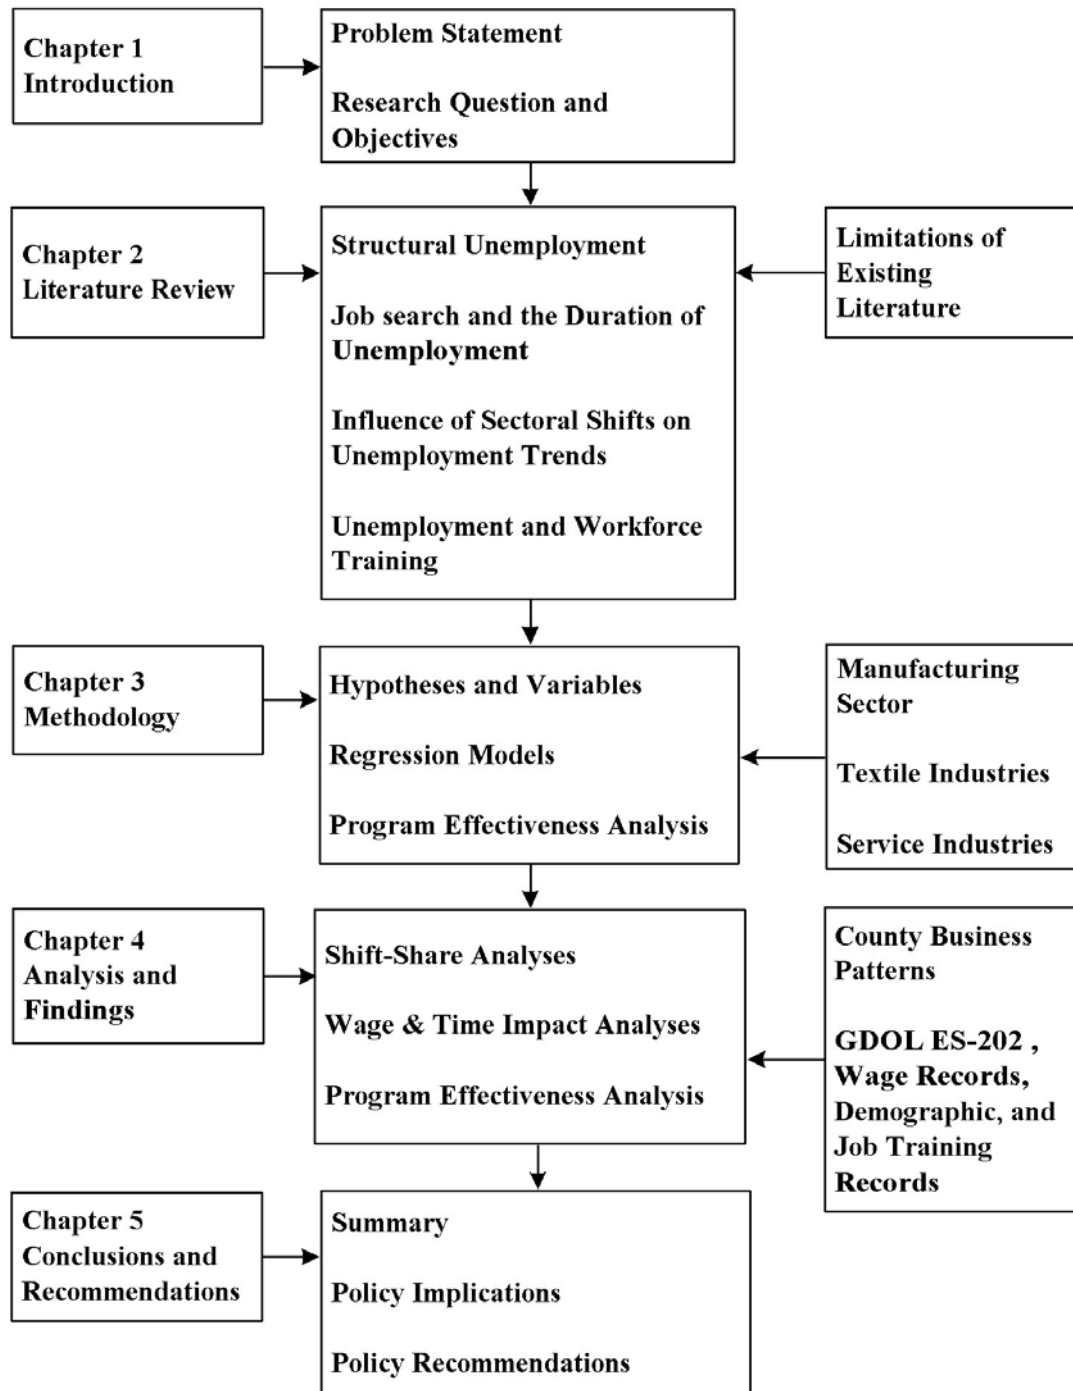 Chapter 1
Introduction
Problem Statement
Research Question and
Objectives
Chapter 2
Literature Review
Structural Unemployment
Job search and the Duration of
Unemployment
Influence of Sectoral Shifts on
Unemployment Trends
Unemployment and Workforce
Training
Limitations of
Existing
Literature
Chapter 3
Methodology
Hypotheses and Variables
Regression Models
Program Effectiveness Analysis
Manufacturing
Sector
Textile Industries
Service Industries
Chapter 4
Analysis and
Findings
Shift-Share Analyses
Wage & Time Impact Analyses
Program Effectiveness Analysis
County Business
Patterns
GDOL ES-202 ,
Wage Records,
Demographic, and
Job Training
Records
Chapter 5
Conclusions and
Recommendations
Summary
Policy Implications
Policy Recommendations